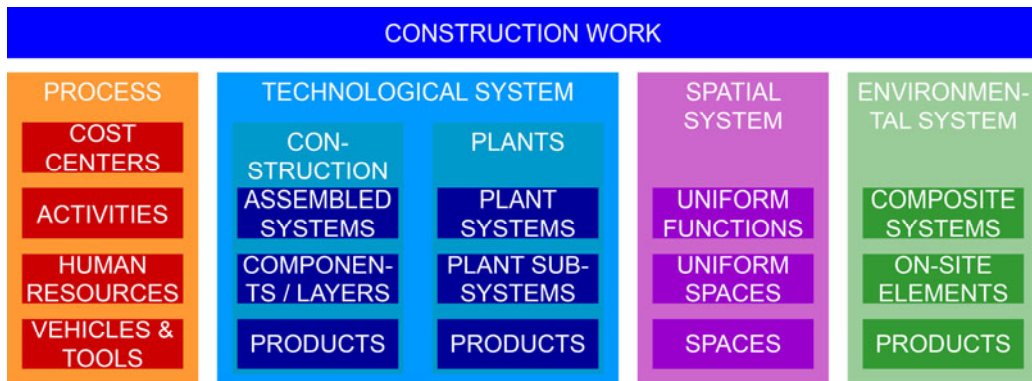 CONSTRUCTION WORK
PROCESS
COST
CENTERS
ACTIVITIES
HUMAN
RESOURCES
VEHICLES &
TOOLS
TECHNOLOGICAL SYSTEM
CON-
STRUCTION
ASSEMBLED
SYSTEMS
COMPONEN-
TS / LAYERS
PRODUCTS
PLANTS
PLANT
SYSTEMS
PLANT SUB-
SYSTEMS
PRODUCTS
SPATIAL
SYSTEM
UNIFORM
FUNCTIONS
UNIFORM
SPACES
SPACES
ENVIRONMEN-
TAL SYSTEM
COMPOSITE
SYSTEMS
ON-SITE
ELEMENTS
PRODUCTS